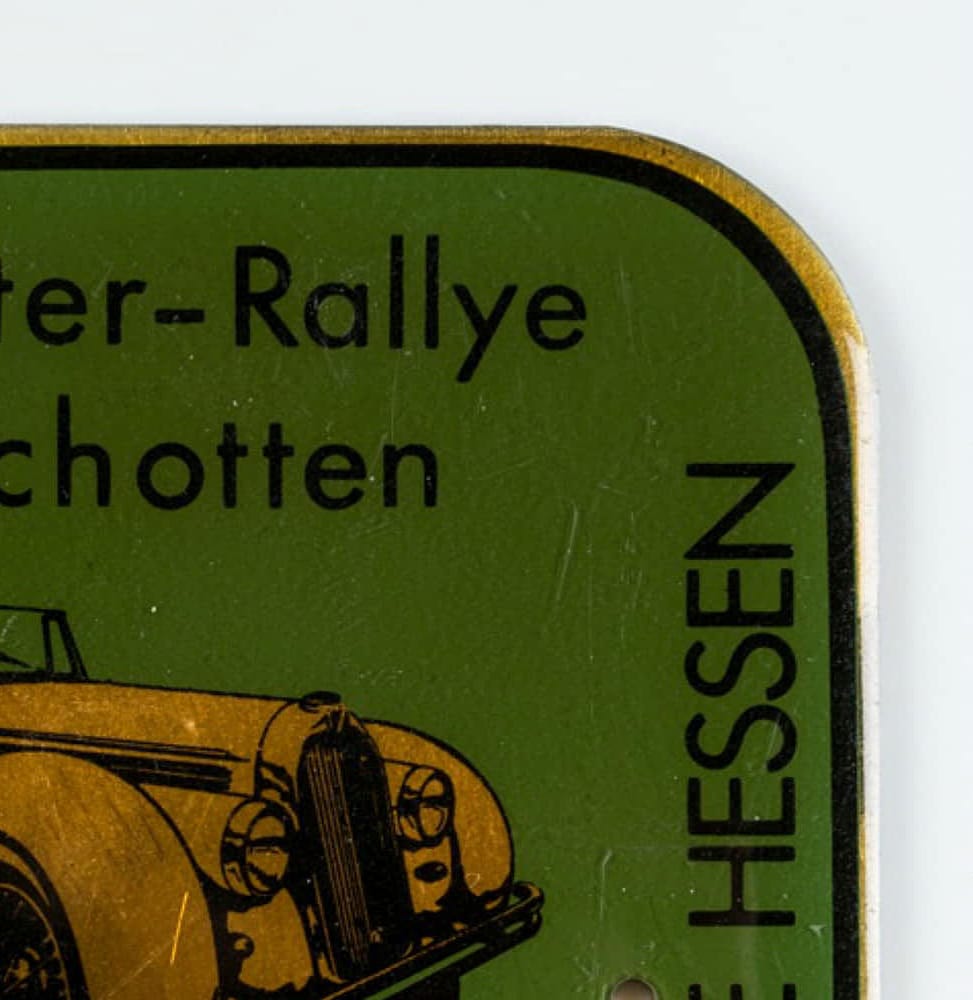 ter-Rallye
chotten
E HESSEN